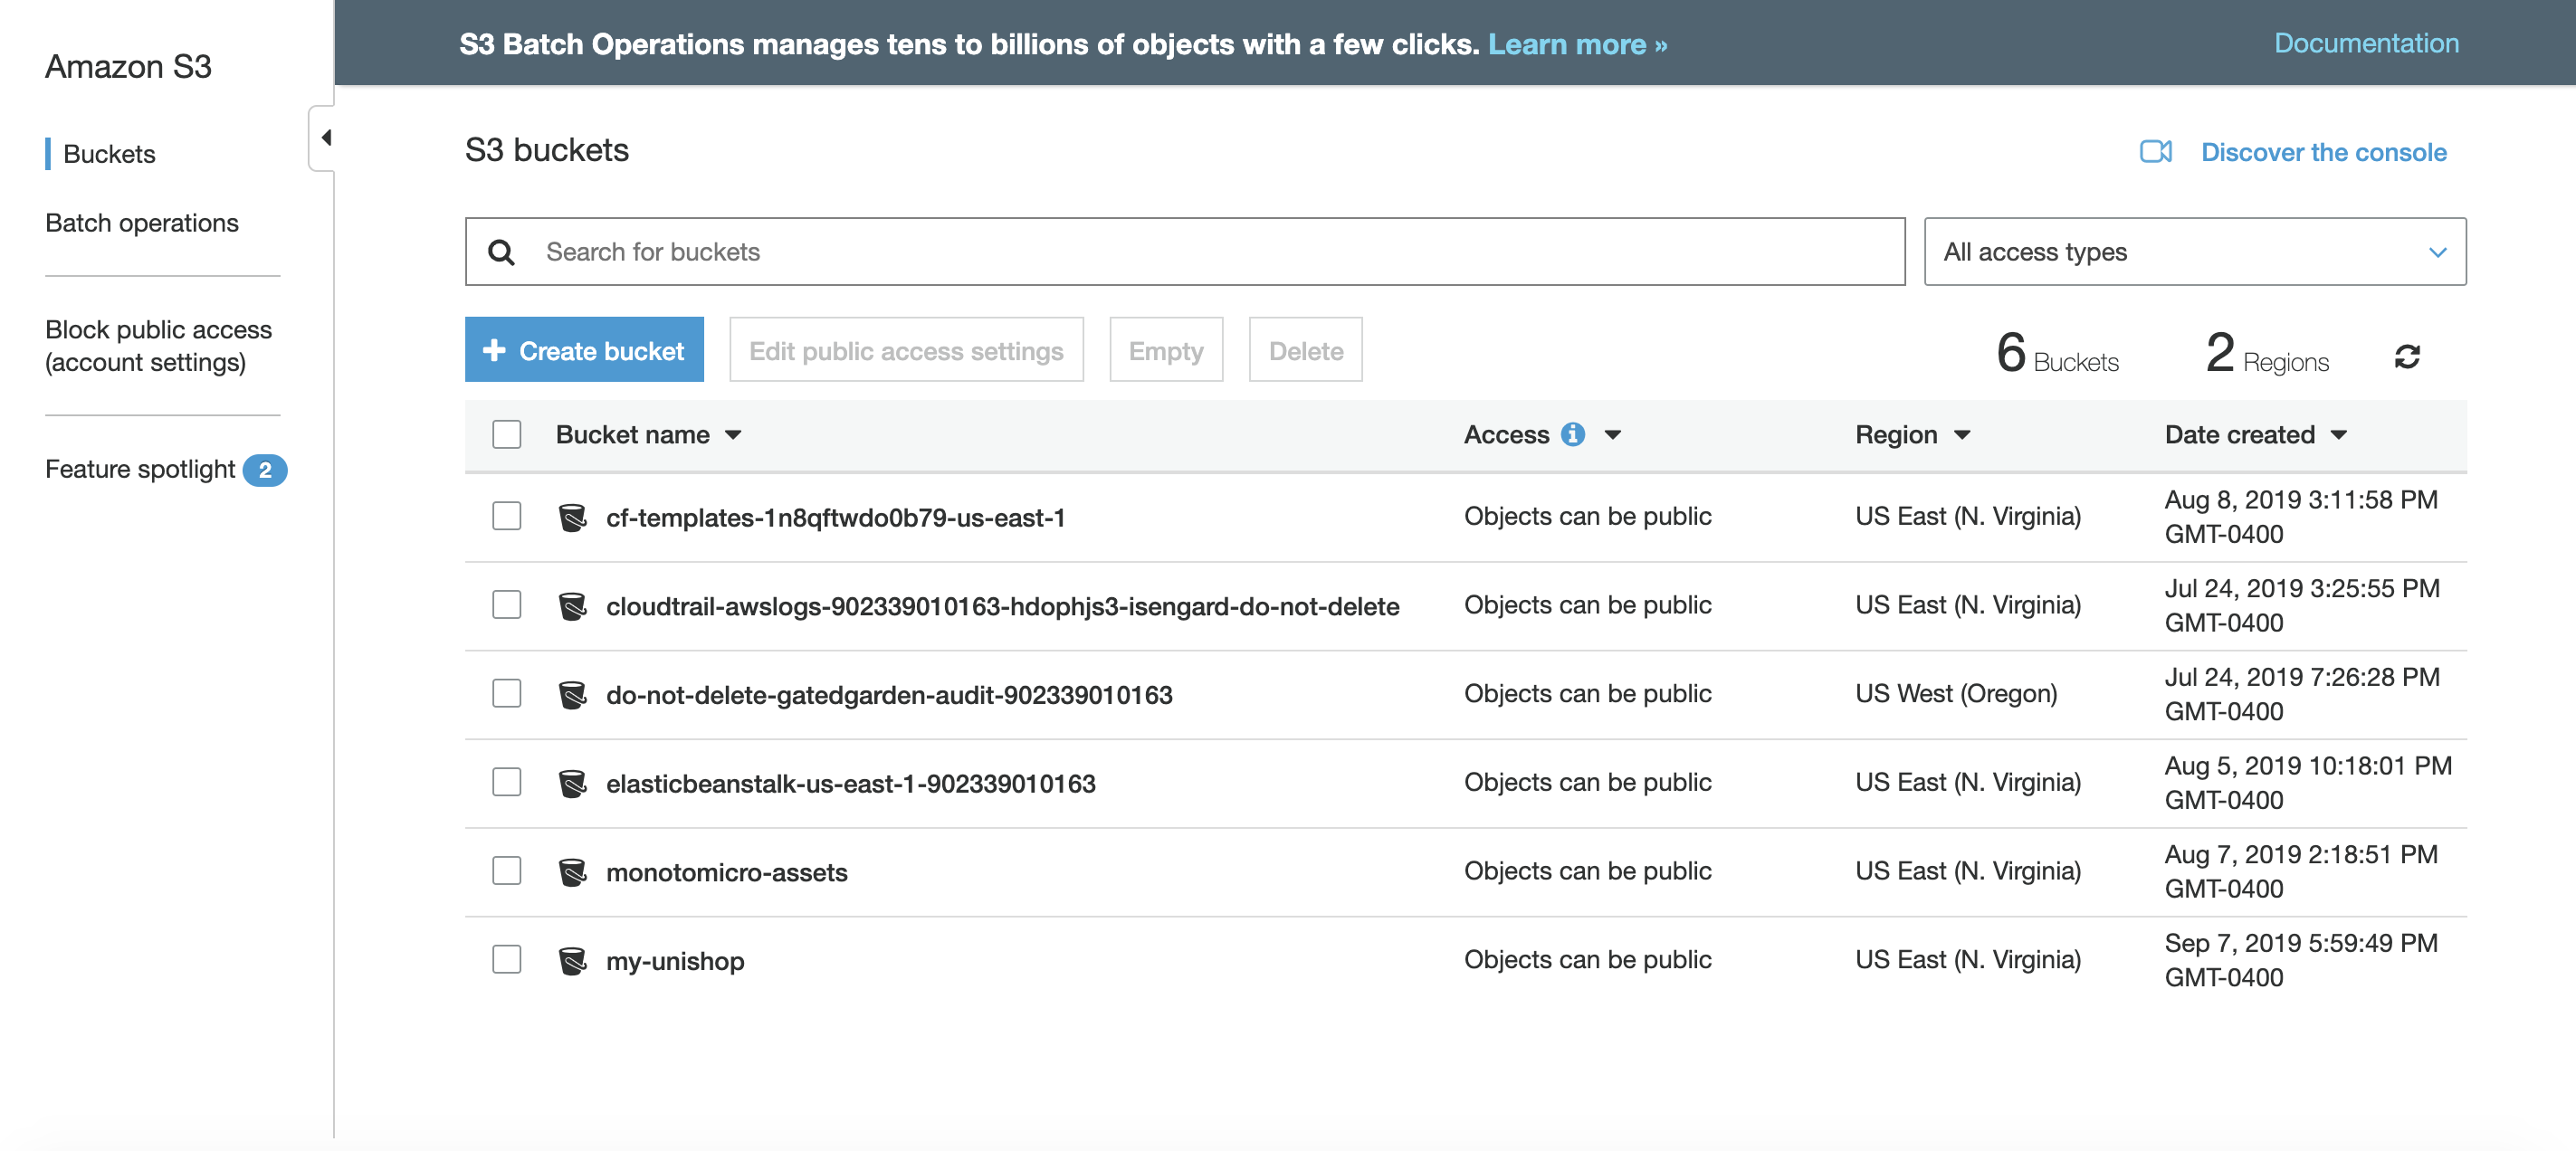 Amazon S3
Buckets
Batch operations
Block public access
(account settings)
Feature spotlight 2
S3 Batch Operations manages tens to billions of objects with a few clicks. Learn more »
Documentation
S3 buckets
Discover the console
Search for buckets
All access types
Create bucket
Edit public access settings
Empty
Delete
6 Buckets
2 Regions
Bucket name Access Region Date created
cf-templates-1n8qftwdo0b79-us-east-1 Objects can be public US East (N. Virginia) Aug 8, 2019 3:11:58 PM
GMT-0400
cloudtrail-awslogs-902339010163-hdophjs3-isengard-do-not-delete Objects can be public US East (N. Virginia) Jul 24, 2019 3:25:55 PM
GMT-0400
do-not-delete-gatedgarden-audit-902339010163 Objects can be public US West (Oregon) Jul 24, 2019 7:26:28 PM
GMT-0400
elasticbeanstalk-us-east-1-902339010163 Objects can be public US East (N. Virginia) Aug 5, 2019 10:18:01 PM
GMT-0400
monotomicro-assets Objects can be public US East (N. Virginia) Aug 7, 2019 2:18:51 PM
GMT-0400
my-unishop Objects can be public US East (N. Virginia) Sep 7, 2019 5:59:49 PM
GMT-0400